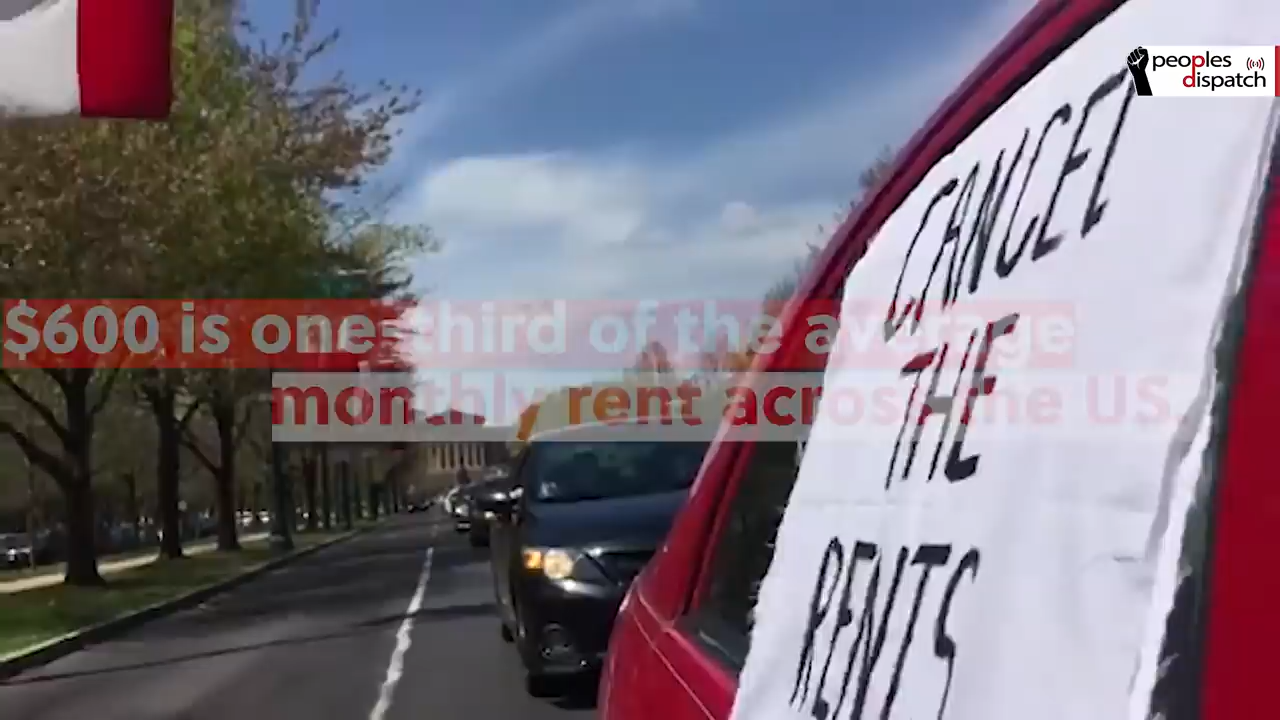 peoples
dispatch
CANCEL
THE
RENTS
$600 is one-third of the average
monthly rent across the US.